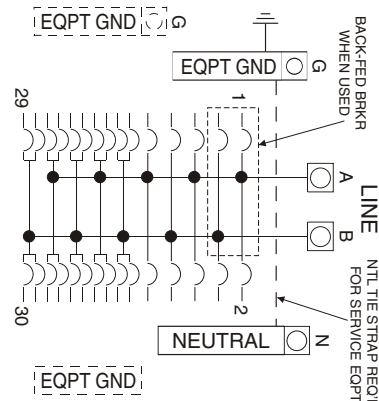 EQPT GND G
EQPT GND G
BACK-FED BRKR
WHEN USED
29
1
A
LINE
B
NTL TIE STRAP REQ'
FOR SERVICE EQPT
30
2
NEUTRAL N
EQPT GND